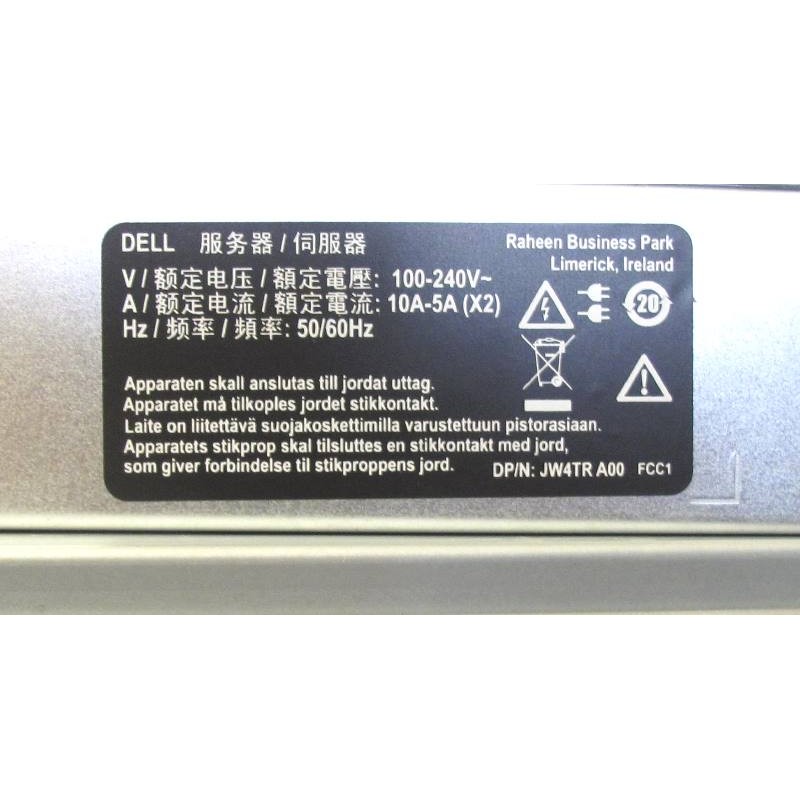 DELL 服务器 / 伺服器
Raheen Business Park
Limerick, Ireland
V / 额定电压 / 額定電壓: 100-240V~
A / 额定电流 / 額定電流: 10A-5A (X2)
Hz / 频率 / 頻率: 50/60Hz
20
Apparaten skall anslutas till jordat uttag.
Apparatet må tilkoples jordet stikkontakt.
Laite on liitettävä suojakoskettimilla varustettuun pistorasiaan.
Apparatets stikprop skal tilsluttes en stikkontakt med jord,
som giver forbindelse til stikproppens jord.
DP/N: JW4TR A00 FCC1